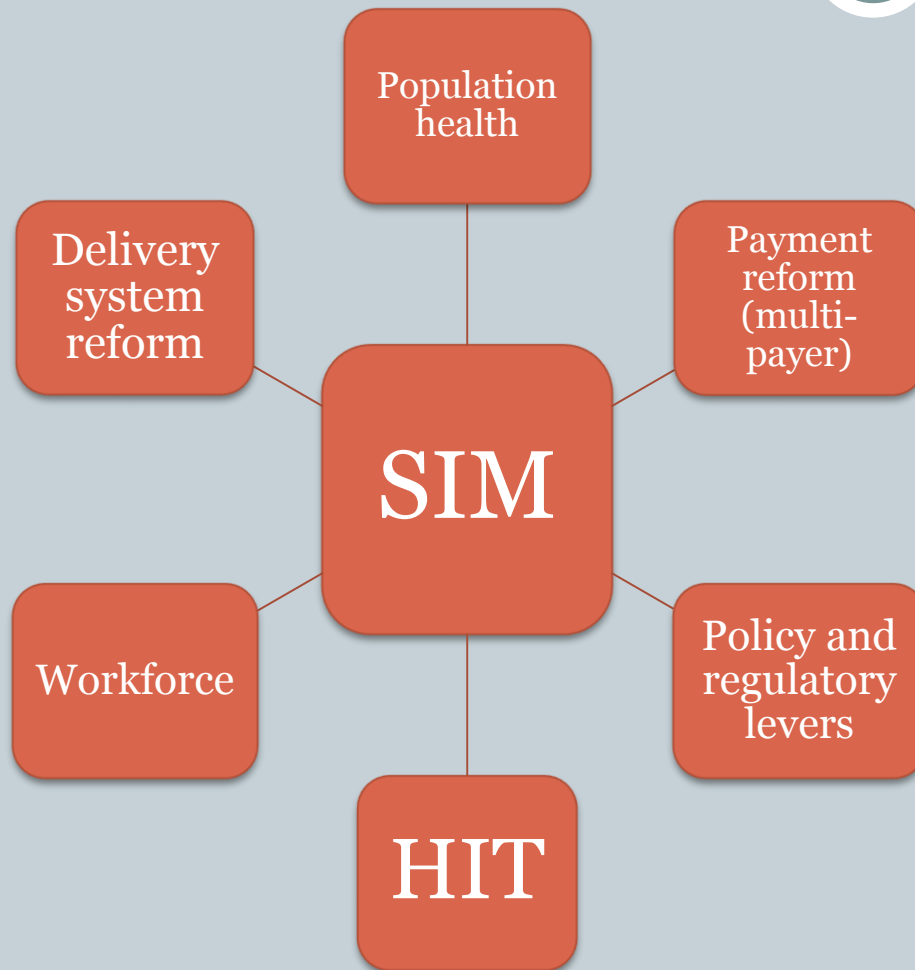 Population
health
Delivery
system
reform
Payment
reform
(multi-
payer)
SIM
Workforce
Policy and
regulatory
levers
HIT